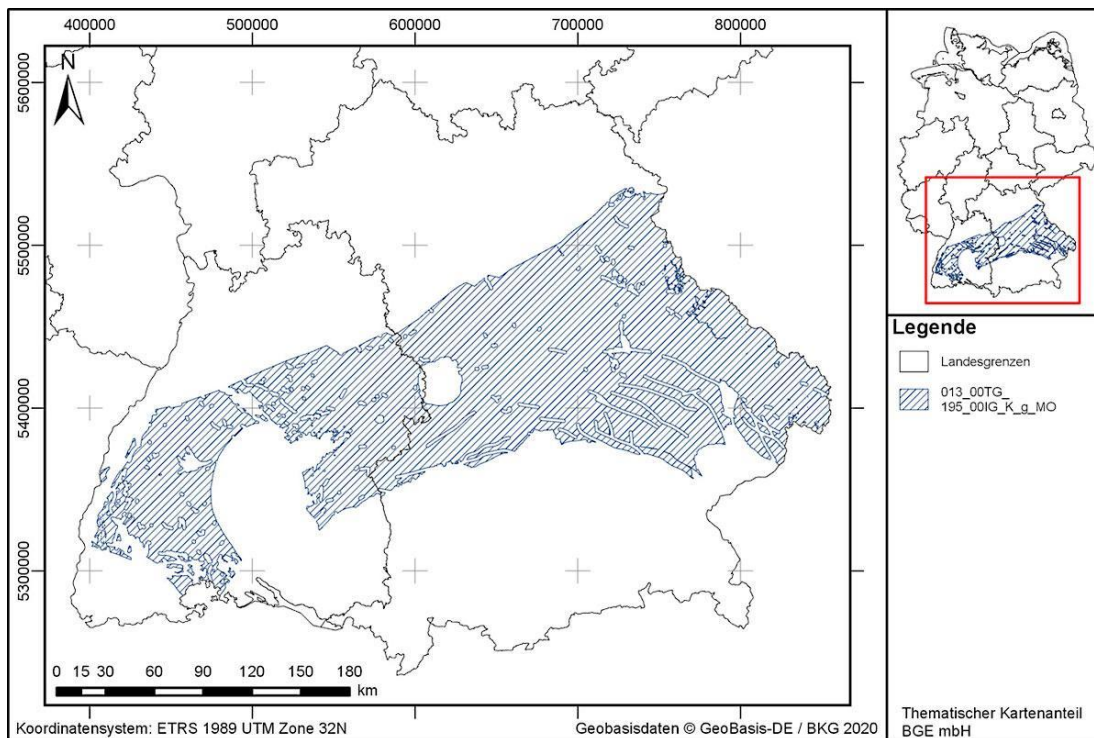 400000 500000 600000 700000 800000
N
5600000
5500000
5400000
5300000
0 15 30 60 90 120 150 180
km
Koordinatensystem: ETRS 1989 UTM Zone 32N
Geobasisdaten © GeoBasis-DE / BKG 2020
Legende
Landesgrenzen
013_00TG_
195_00IG_K_g_MO
Thematischer Kartenanteil
BGE mbH